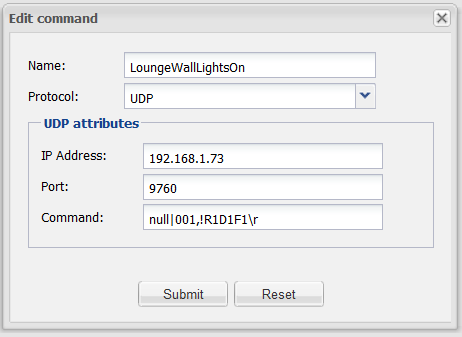 Edit command
Name: LoungeWallLightsOn
Protocol: UDP
UDP attributes
IP Address: 192.168.1.73
Port: 9760
Command: null|001,!R1D1F1\r
Submit Reset